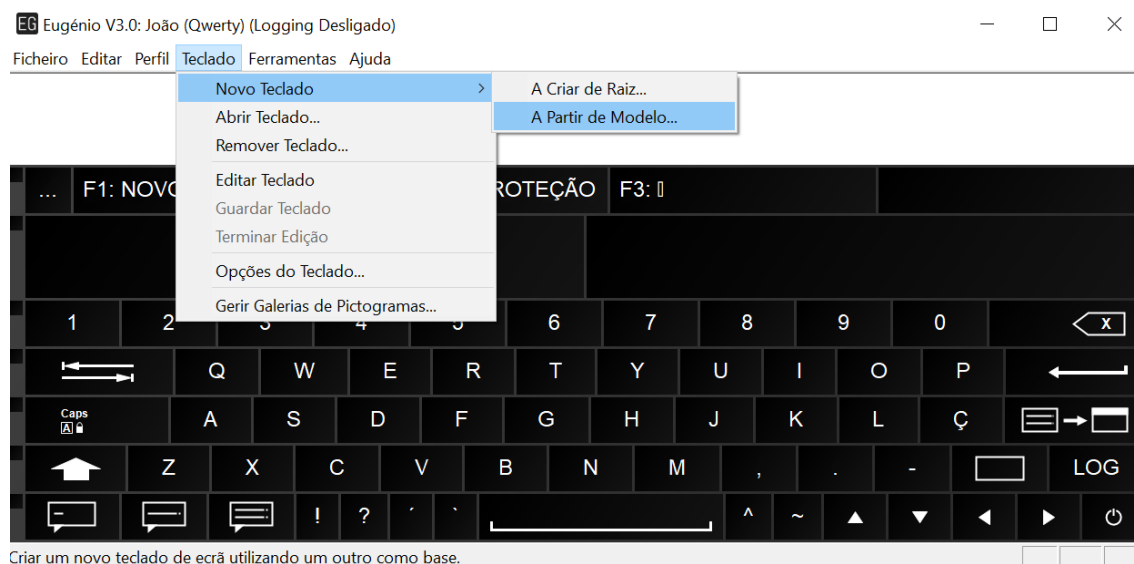 EG Eugénio V3.0: João (Qwerty) (Logging Desligado)
Ficheiro Editar Perfil Teclado Ferramentas Ajuda
Novo Teclado
A Criar de Raiz...
Abrir Teclado...
A Partir de Modelo...
Remover Teclado...
Editar Teclado
Guardar Teclado
Terminar Edição
Opções do Teclado...
Gerir Galerias de Pictogramas...
... F1: NOVO ROTEÇÃO F3:
1 2 3 4 5 6 7 8 9 0 X
Q W E R T Y U I O P
Caps A A S D F G H J K L Ç
Z X C V B N M , . - LOG
! ? ´ ` ^ ~
Criar um novo teclado de ecrã utilizando um outro como base.